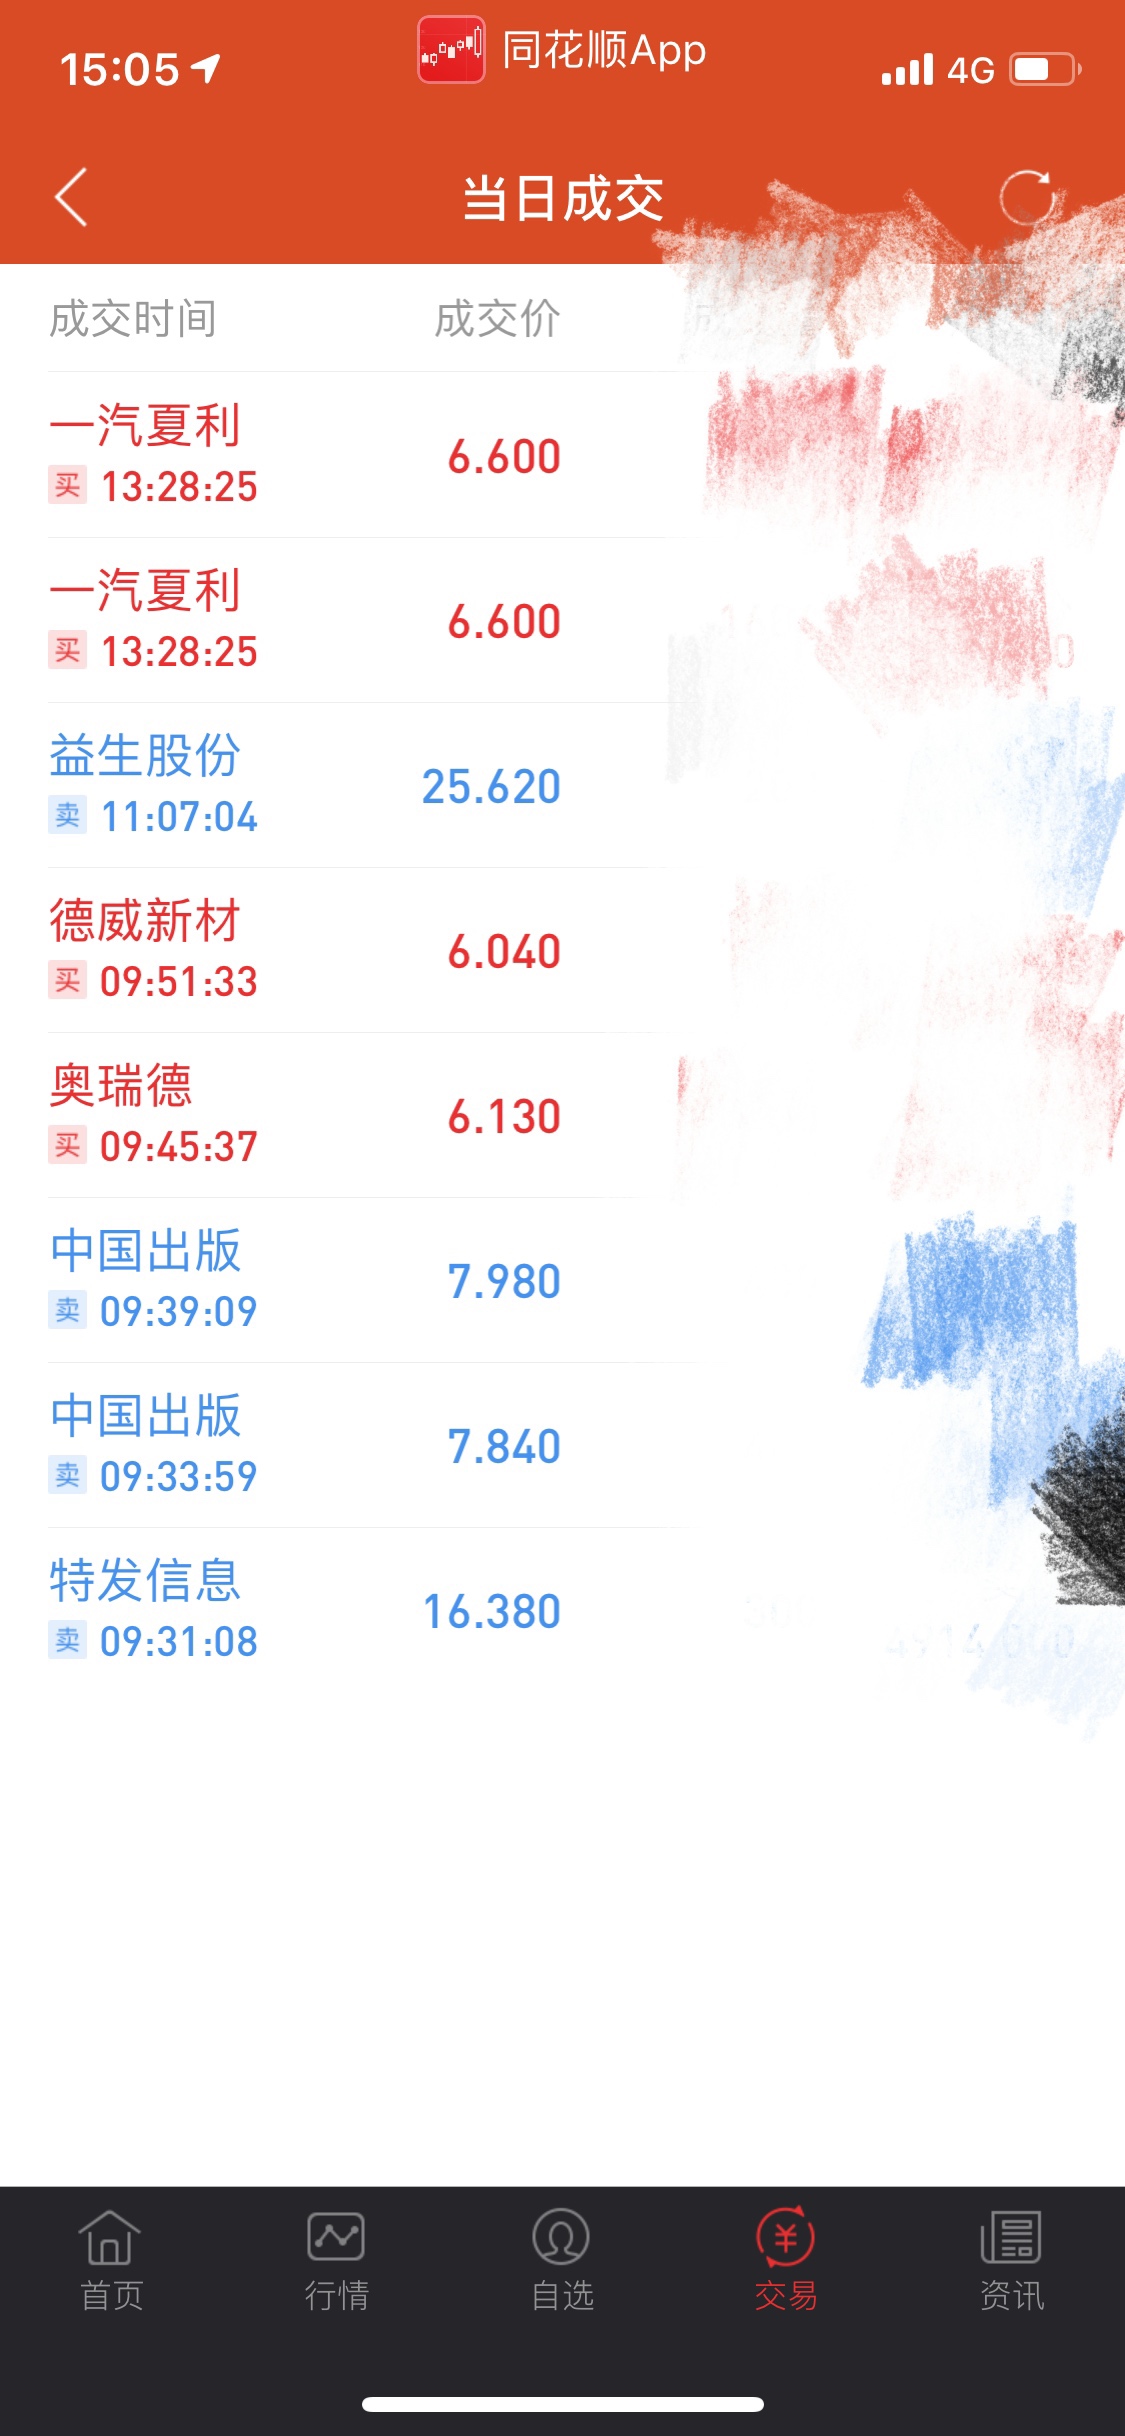 15:05
同花顺App
4G
当日成交
成交时间 成交价
一汽夏利
买 13:28:25 6.600
一汽夏利
买 13:28:25 6.600
益生股份
卖 11:07:04 25.620
德威新材
买 09:51:33 6.040
奥瑞德
买 09:45:37 6.130
中国出版
卖 09:39:09 7.980
中国出版
卖 09:33:59 7.840
特发信息
卖 09:31:08 16.380
首页 行情 自选 交易 资讯